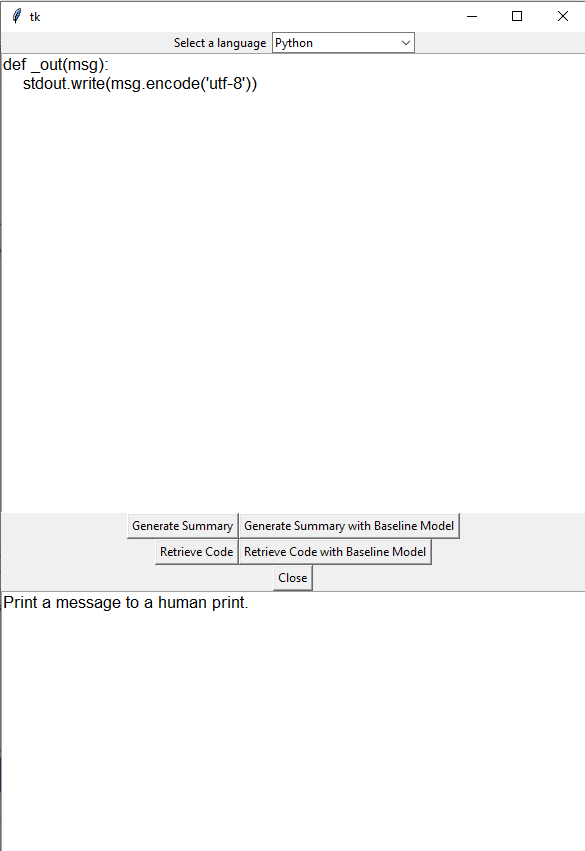 tk
Select a language Python
def _out(msg):
    stdout.write(msg.encode('utf-8'))
Generate Summary Generate Summary with Baseline Model
Retrieve Code Retrieve Code with Baseline Model
Close
Print a message to a human print.